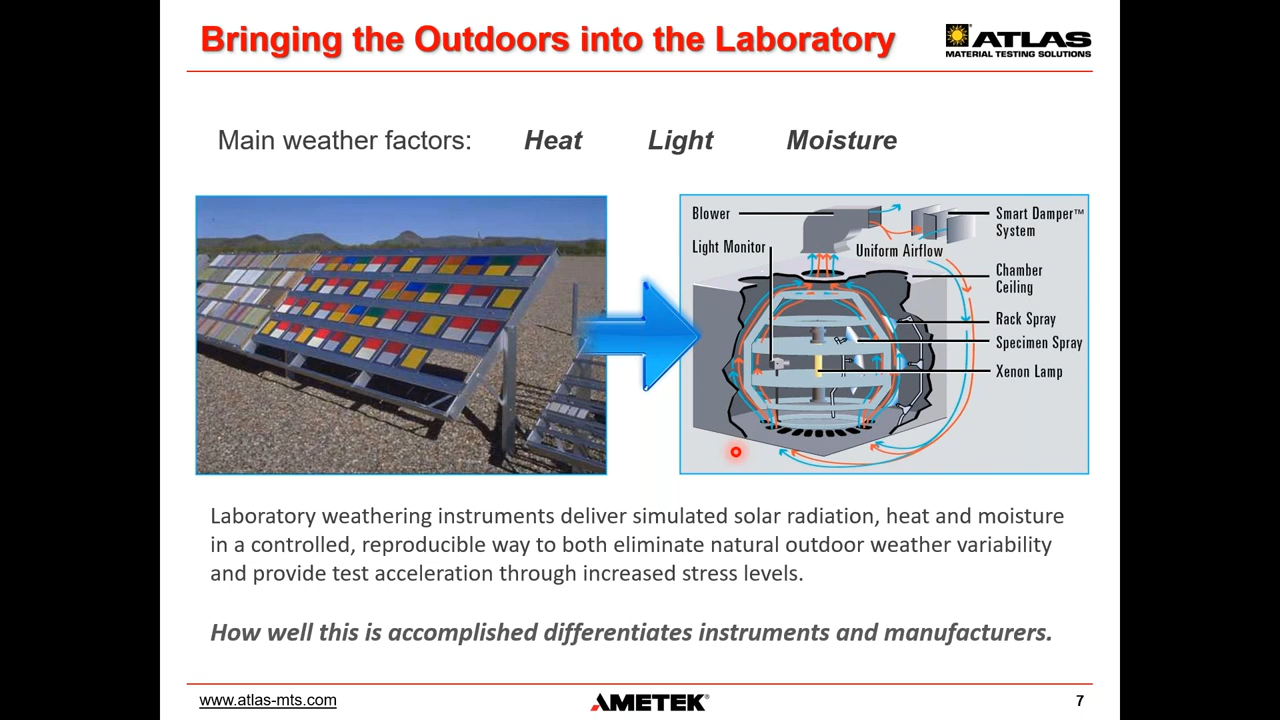 Bringing the Outdoors into the Laboratory
ATLAS
MATERIAL TESTING SOLUTIONS
Main weather factors: Heat Light Moisture
Blower
Light Monitor
Uniform Airflow
Smart Damper™
System
Chamber
Ceiling
Rack Spray
Specimen Spray
Xenon Lamp
Laboratory weathering instruments deliver simulated solar radiation, heat and moisture
in a controlled, reproducible way to both eliminate natural outdoor weather variability
and provide test acceleration through increased stress levels.
How well this is accomplished differentiates instruments and manufacturers.
www.atlas-mts.com
AMETEK®
7